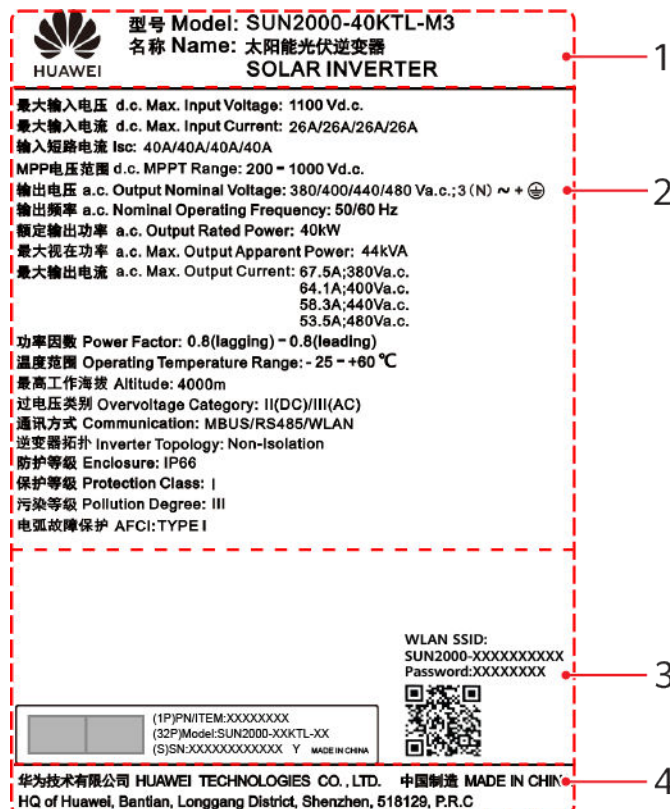 型号 Model: SUN2000-40KTL-M3
名称 Name: 太阳能光伏逆变器
HUAWEI
SOLAR INVERTER
1
最大输入电压 d.c. Max. Input Voltage: 1100 Vd.c.
最大输入电流 d.c. Max. Input Current: 26A/26A/26A/26A
输入短路电流 Isc: 40A/40A/40A/40A
MPP电压范围 d.c. MPPT Range: 200 - 1000 Vd.c.
输出电压 a.c. Output Nominal Voltage: 380/400/440/480 Va.c.;3(N) ~ + ⏚
2
输出频率 a.c. Nominal Operating Frequency: 50/60 Hz
额定输出功率 a.c. Output Rated Power: 40kW
最大视在功率 a.c. Max. Output Apparent Power: 44kVA
最大输出电流 a.c. Max. Output Current: 67.5A;380Va.c.
64.1A;400Va.c.
58.3A;440Va.c.
53.5A;480Va.c.
功率因数 Power Factor: 0.8(lagging) - 0.8(leading)
温度范围 Operating Temperature Range: - 25 - +60 ℃
最高工作海拔 Altitude: 4000m
过电压类别 Overvoltage Category: II(DC)/III(AC)
通讯方式 Communication: MBUS/RS485/WLAN
逆变器拓扑 Inverter Topology: Non-Isolation
防护等级 Enclosure: IP66
保护等级 Protection Class: I
污染等级 Pollution Degree: III
电弧故障保护 AFCI:TYPE I
WLAN SSID:
SUN2000-XXXXXXXXXX
Password:XXXXXXXX
3
(1P)PN/ITEM:XXXXXXXX
(32P)Model:SUN2000-XXKTL-XX
(S)SN:XXXXXXXXXXXX Y MADE IN CHINA
华为技术有限公司 HUAWEI TECHNOLOGIES CO.,LTD. 中国制造 MADE IN CHIN
4
HQ of Huawei, Bantian, Longgang District, Shenzhen, 518129, P.R.C